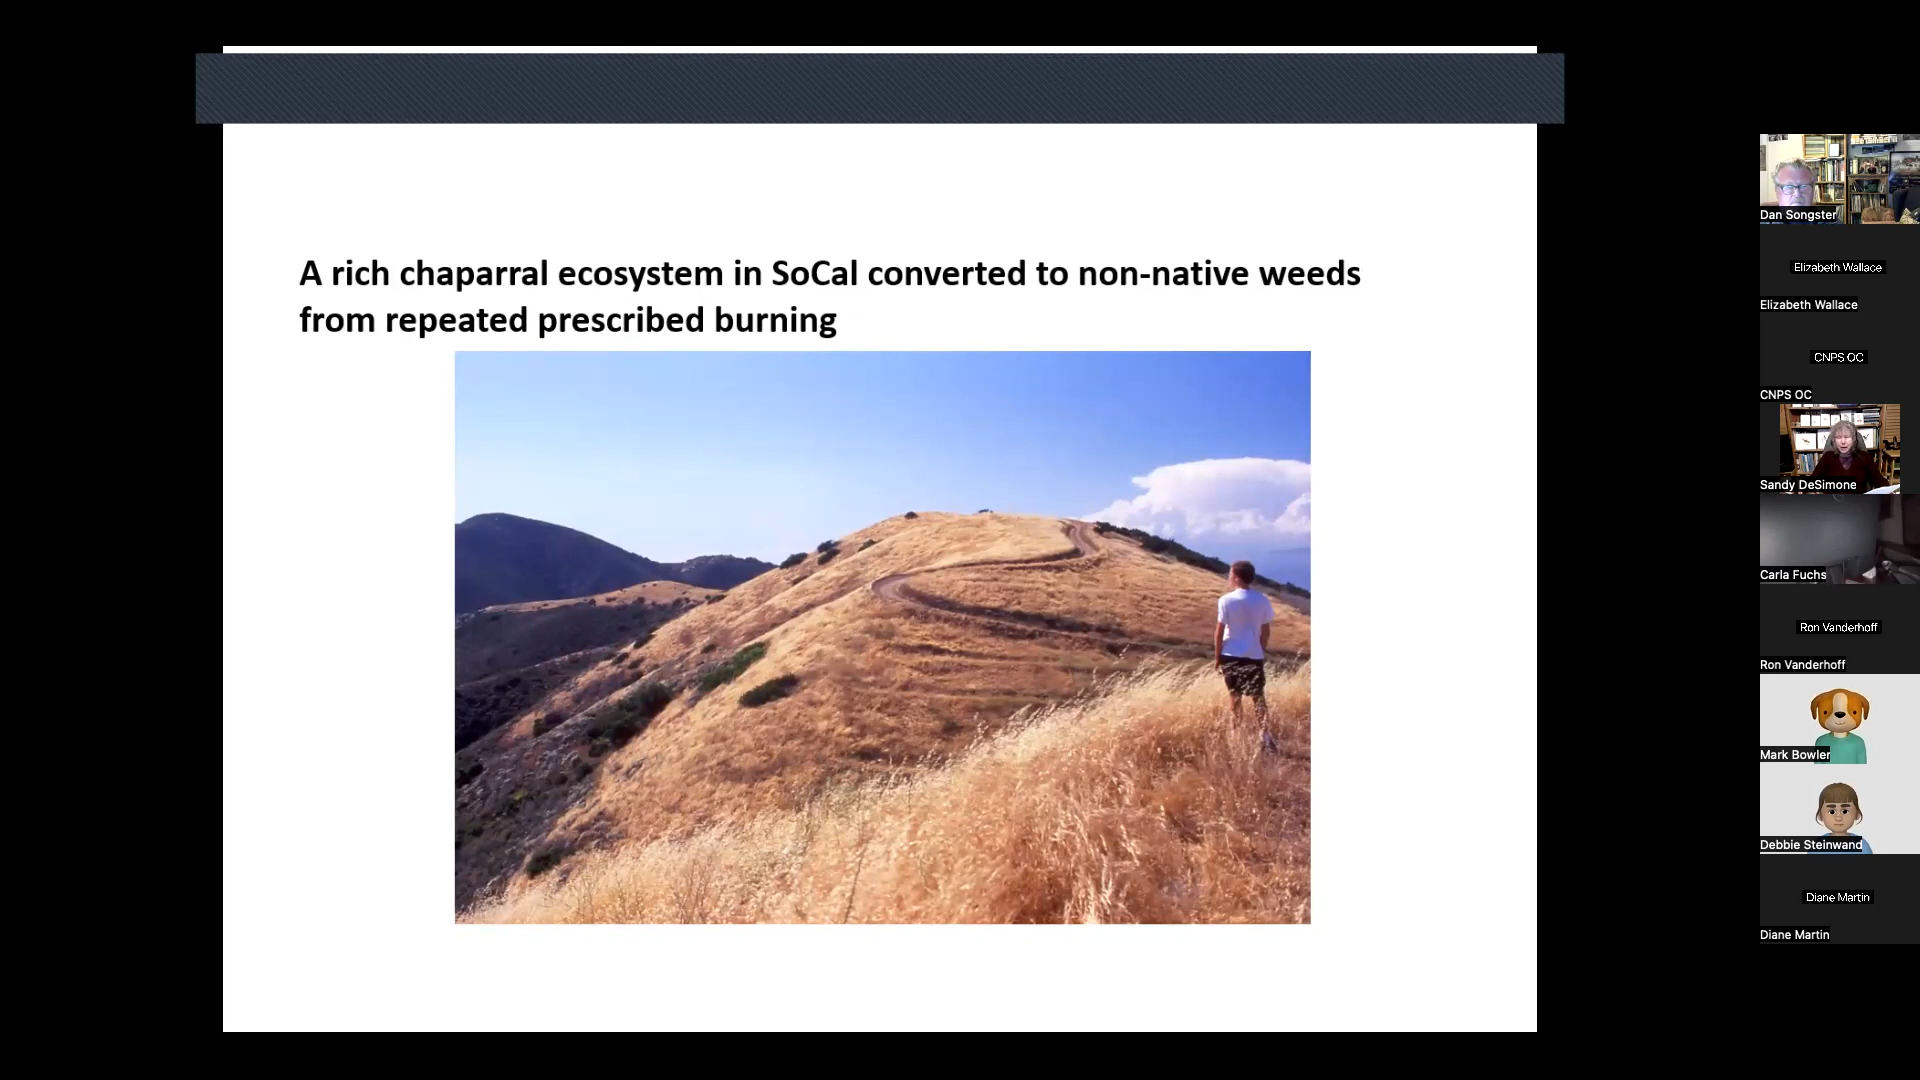 A rich chaparral ecosystem in SoCal converted to non-native weeds
from repeated prescribed burning
Dan Songster
Elizabeth Wallace
Elizabeth Wallace
CNPS OC
CNPS OC
Sandy DeSimone
Carla Fuchs
Ron Vanderhoff
Ron Vanderhoff
Mark Bowler
Debbie Steinwand
Diane Martin
Diane Martin